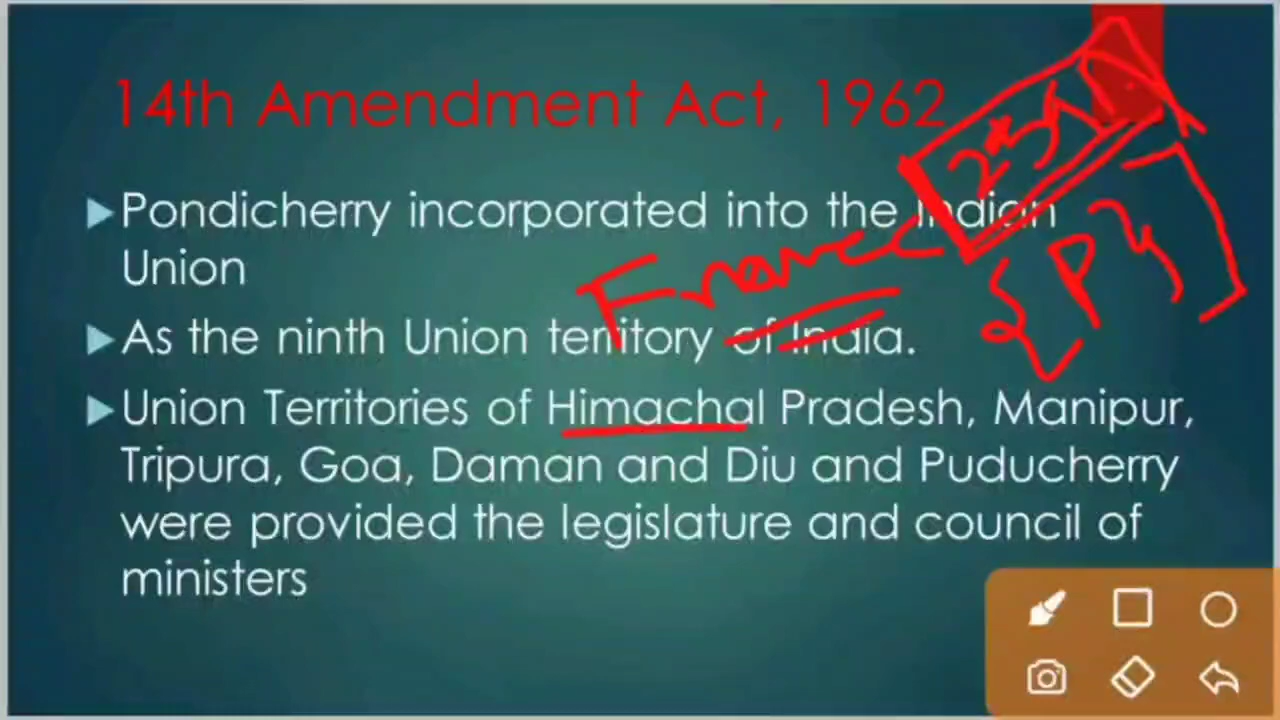 14th Amendment Act, 1962
Pondicherry incorporated into the Indian
Union
As the ninth Union territory of India.
Union Territories of Himachal Pradesh, Manipur,
Tripura, Goa, Daman and Diu and Puducherry
were provided the legislature and council of
ministers
France